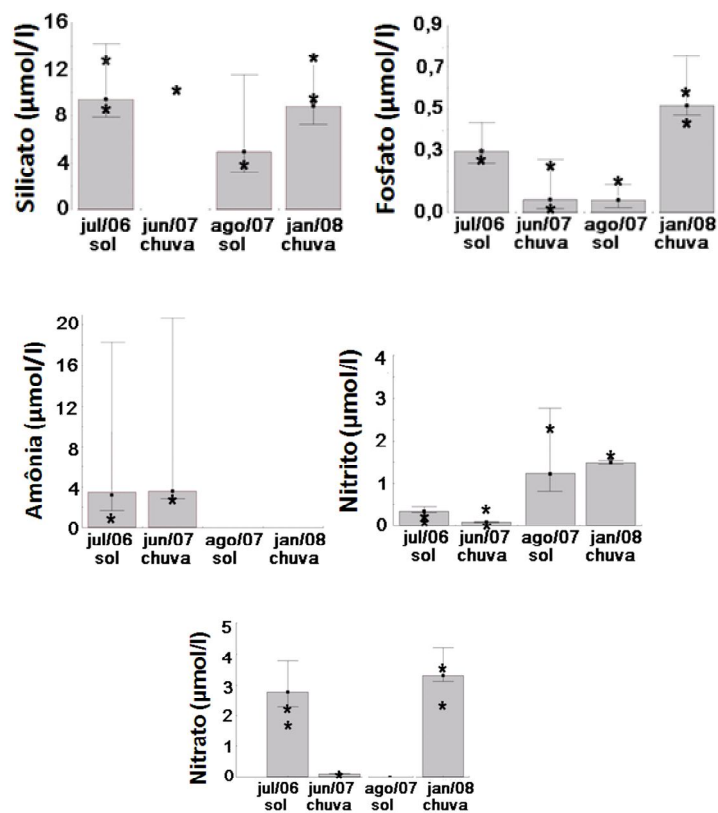 Silicato (µmol/l)
16
12
8
4
0
jul/06 jun/07 ago/07 jan/08
sol chuva sol chuva
Fosfato (µmol/l)
0,9
0,7
0,5
0,3
0,0
jul/06 jun/07 ago/07 jan/08
sol chuva sol chuva
Amônia (µmol/l)
20
16
12
8
4
0
jul/06 jun/07 ago/07 jan/08
sol chuva sol chuva
Nitrito (µmol/l)
4
3
2
1
0
jul/06 jun/07 ago/07 jan/08
sol chuva sol chuva
Nitrato (µmol/l)
5
4
3
2
1
0
jul/06 jun/07 ago/07 jan/08
sol chuva sol chuva